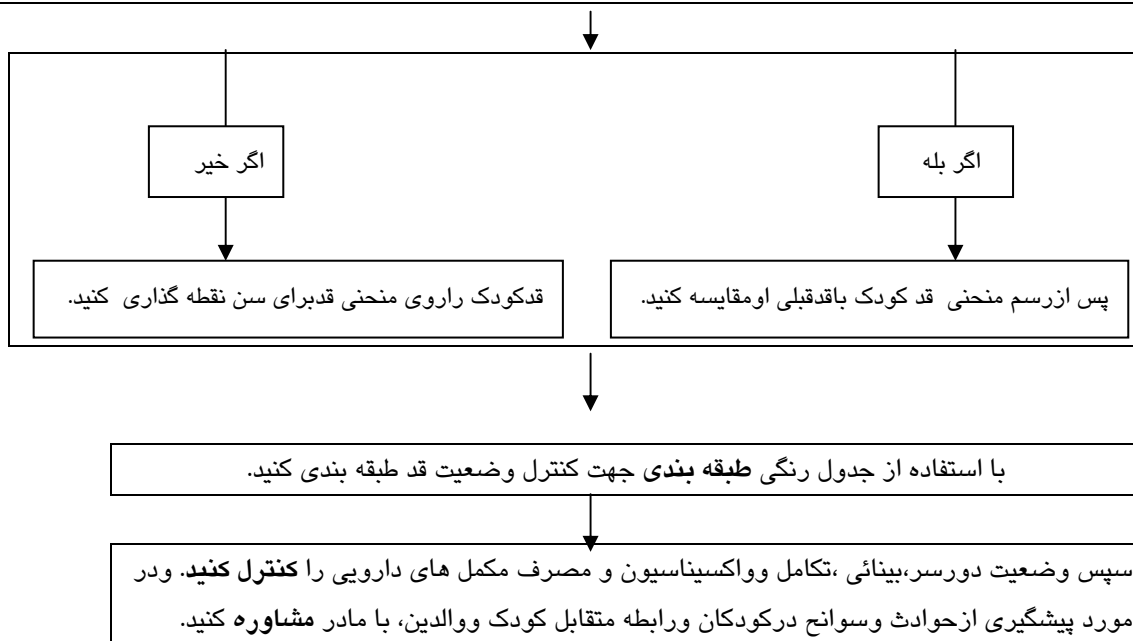 اگر بله
اگر خیر
پس ازرسم منحنی قد کودک باقدقبلی اومقایسه کنید.
قدکودک راروی منحنی قدبرای سن نقطه گذاری کنید.
با استفاده از جدول رنگی طبقه بندی جهت کنترل وضعیت قد طبقه بندی کنید.
سپس وضعیت دورسر،بینائی ،تکامل وواکسیناسیون و مصرف مکمل های دارویی را کنترل کنید. ودر
مورد پیشگیری ازحوادث وسوانح درکودکان ورابطه متقابل کودک ووالدین، با مادر مشاوره کنید.